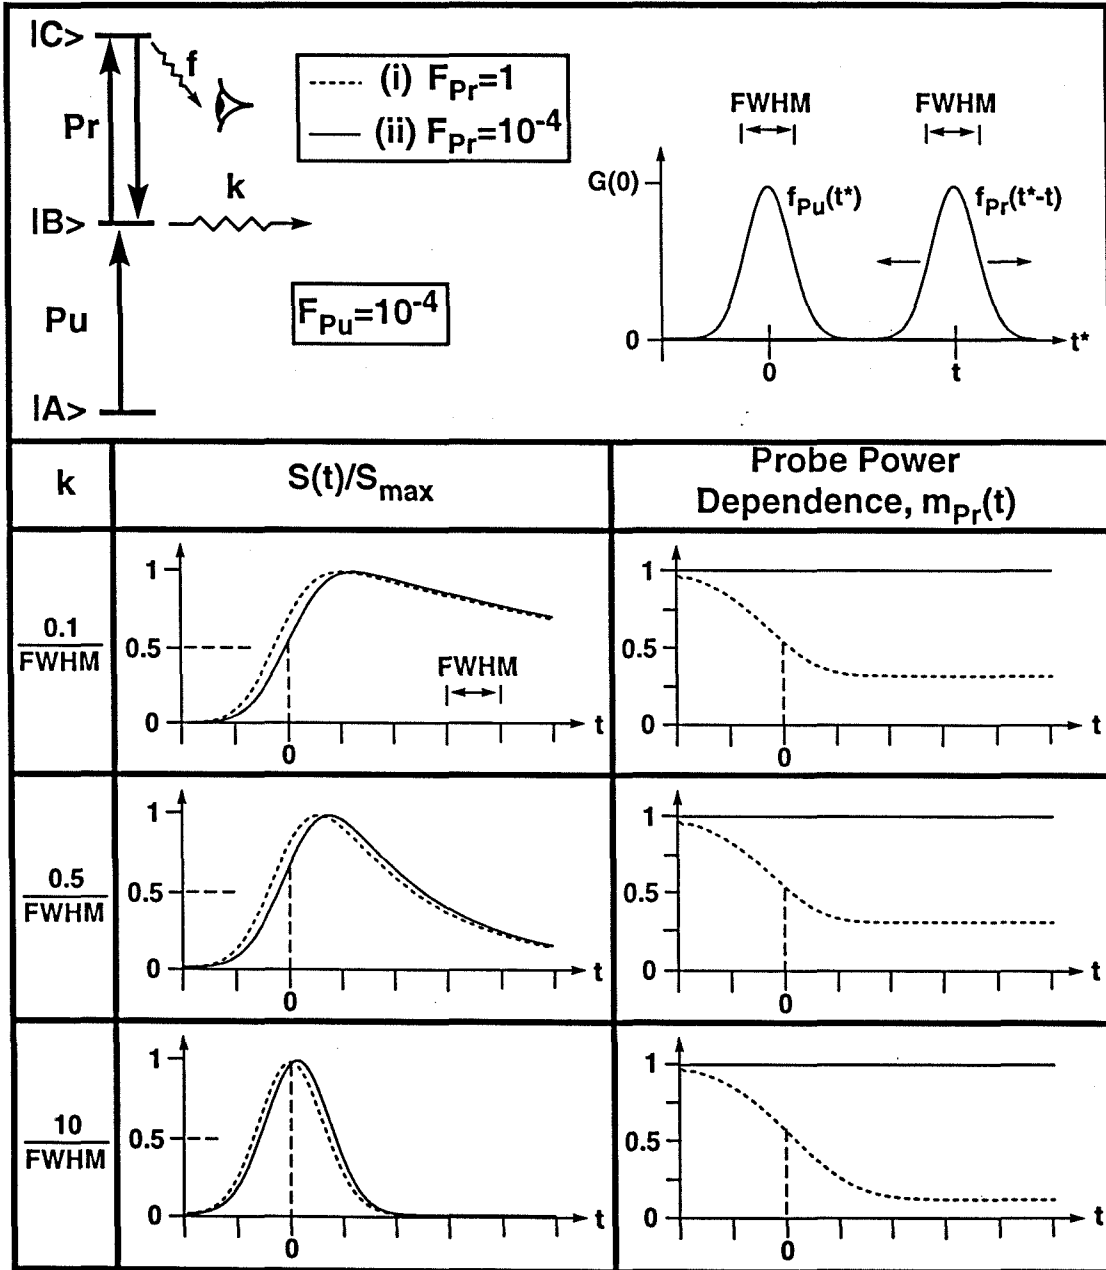 |C>
f
Pr
k
|B>
Pu
|A>
(i) F_Pr=1
(ii) F_Pr=10^-4
F_Pu=10^-4
FWHM FWHM
G(0)
f_Pu(t*) f_Pr(t*-t)
0
0 t t*
k S(t)/S_max Probe Power
Dependence, m_Pr(t)
0.1
FWHM
1
0.5
0
FWHM
0
t
1
0.5
0
0
t
0.5
FWHM
1
0.5
0
0
t
1
0.5
0
0
t
10
FWHM
1
0.5
0
0
t
1
0.5
0
0
t